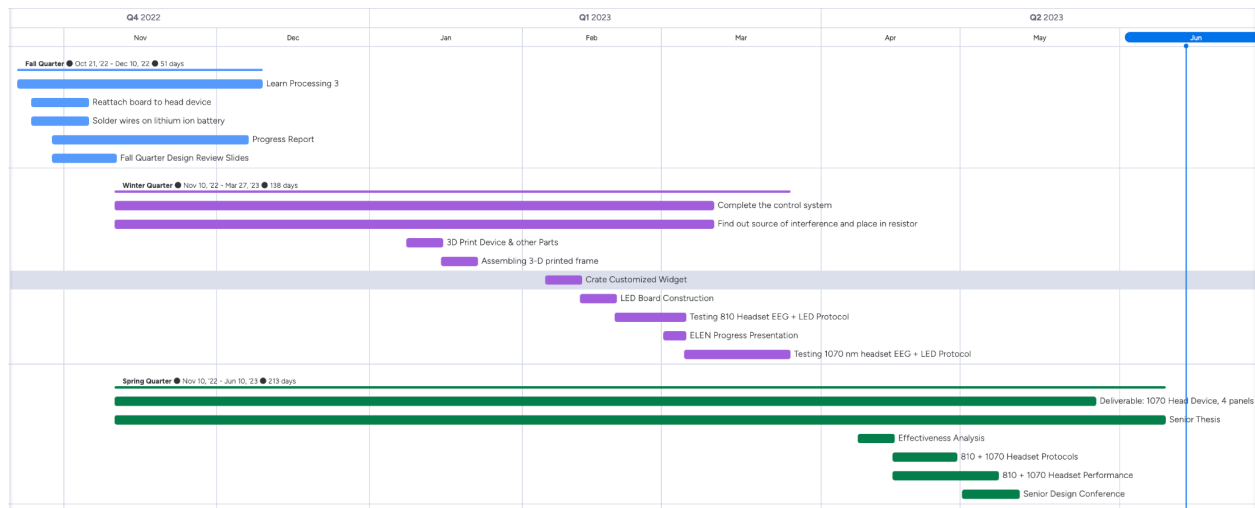 Q4 2022 Q1 2023 Q2 2023
Nov Dec Jan Feb Mar Apr May Jun
Fall Quarter ● Oct 21, '22 - Dec 10, '22 ● 51 days
Learn Processing 3
Reattach board to head device
Solder wires on lithium ion battery
Progress Report
Fall Quarter Design Review Slides
Winter Quarter ● Nov 10, '22 - Mar 27, '23 ● 138 days
Complete the control system
Find out source of interference and place in resistor
3D Print Device & other Parts
Assembling 3-D printed frame
Crate Customized Widget
LED Board Construction
Testing 810 Headset EEG + LED Protocol
ELEN Progress Presentation
Testing 1070 nm headset EEG + LED Protocol
Spring Quarter ● Nov 10, '22 - Jun 10, '23 ● 213 days
Deliverable: 1070 Head Device, 4 panels
Senior Thesis
Effectiveness Analysis
810 + 1070 Headset Protocols
810 + 1070 Headset Performance
Senior Design Conference